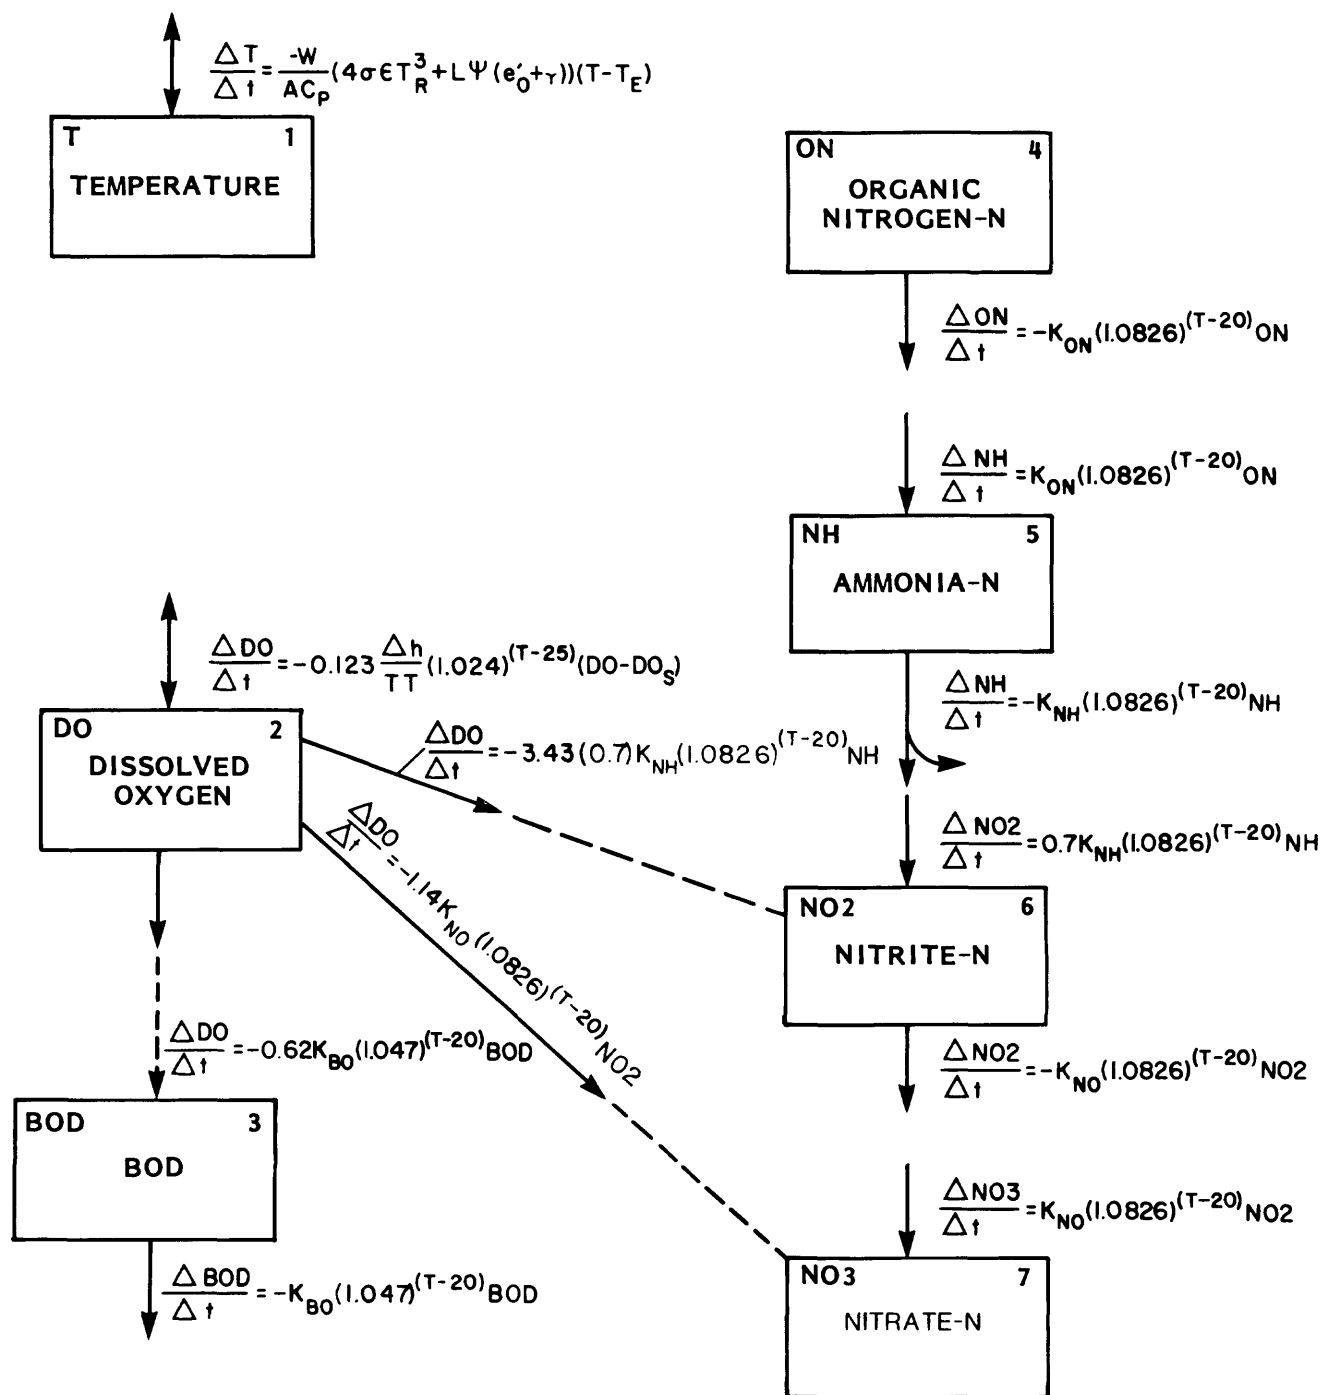 ΔT/Δt = -W/AC_P (4σϵT_R^3 + LΨ(e'_O+γ))(T-T_E)
T 1
TEMPERATURE
ON 4
ORGANIC
NITROGEN-N
ΔON/Δt = -K_ON(1.0826)^(T-20) ON
ΔNH/Δt = K_ON(1.0826)^(T-20) ON
NH 5
AMMONIA-N
ΔNH/Δt = -K_NH(1.0826)^(T-20) NH
ΔDO/Δt = -0.123 Δh/TT (1.024)^(T-25) (DO-DO_S)
DO 2
DISSOLVED
OXYGEN
ΔDO/Δt = -3.43(0.7)K_NH(1.0826)^(T-20) NH
ΔDO/Δt = -1.14K_NO(1.0826)^(T-20) NO2
ΔNO2/Δt = 0.7K_NH(1.0826)^(T-20) NH
NO2 6
NITRITE-N
ΔDO/Δt = -0.62K_BO(1.047)^(T-20) BOD
BOD 3
BOD
ΔBOD/Δt = -K_BO(1.047)^(T-20) BOD
ΔNO2/Δt = -K_NO(1.0826)^(T-20) NO2
ΔNO3/Δt = K_NO(1.0826)^(T-20) NO2
NO3 7
NITRATE-N